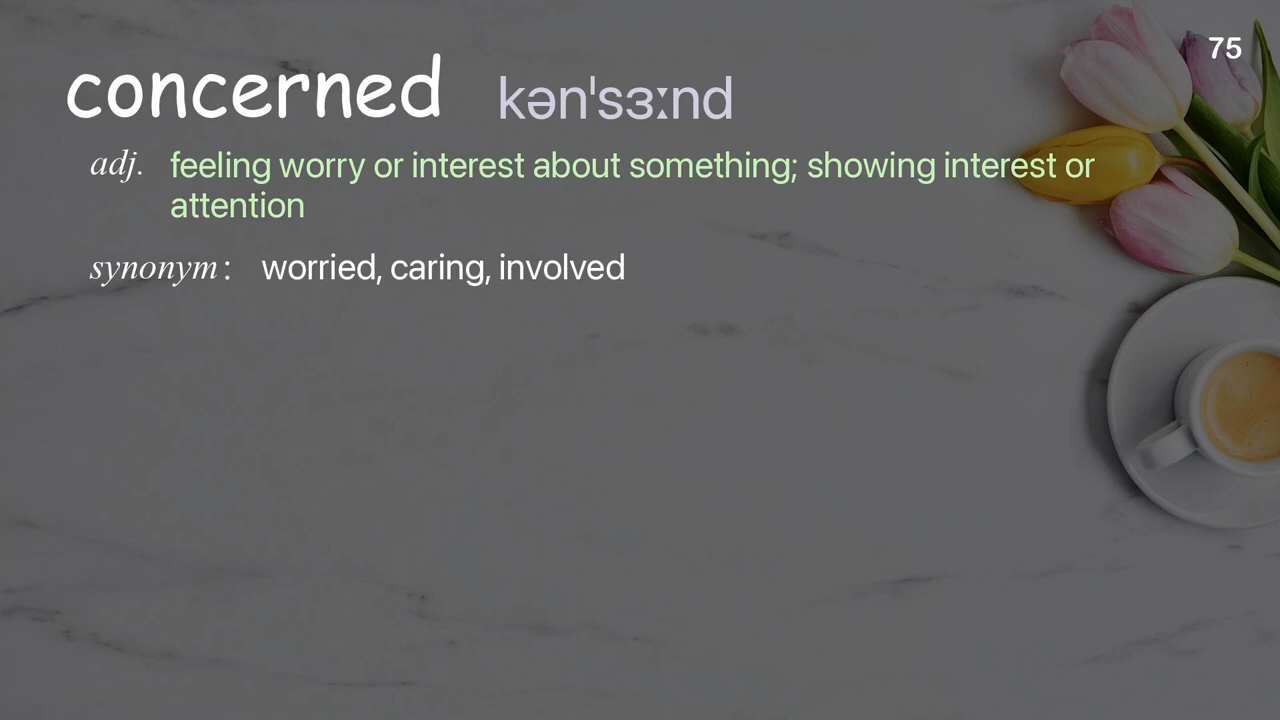 75
concerned kən'sɜːnd
adj. feeling worry or interest about something; showing interest or
attention
synonym: worried, caring, involved